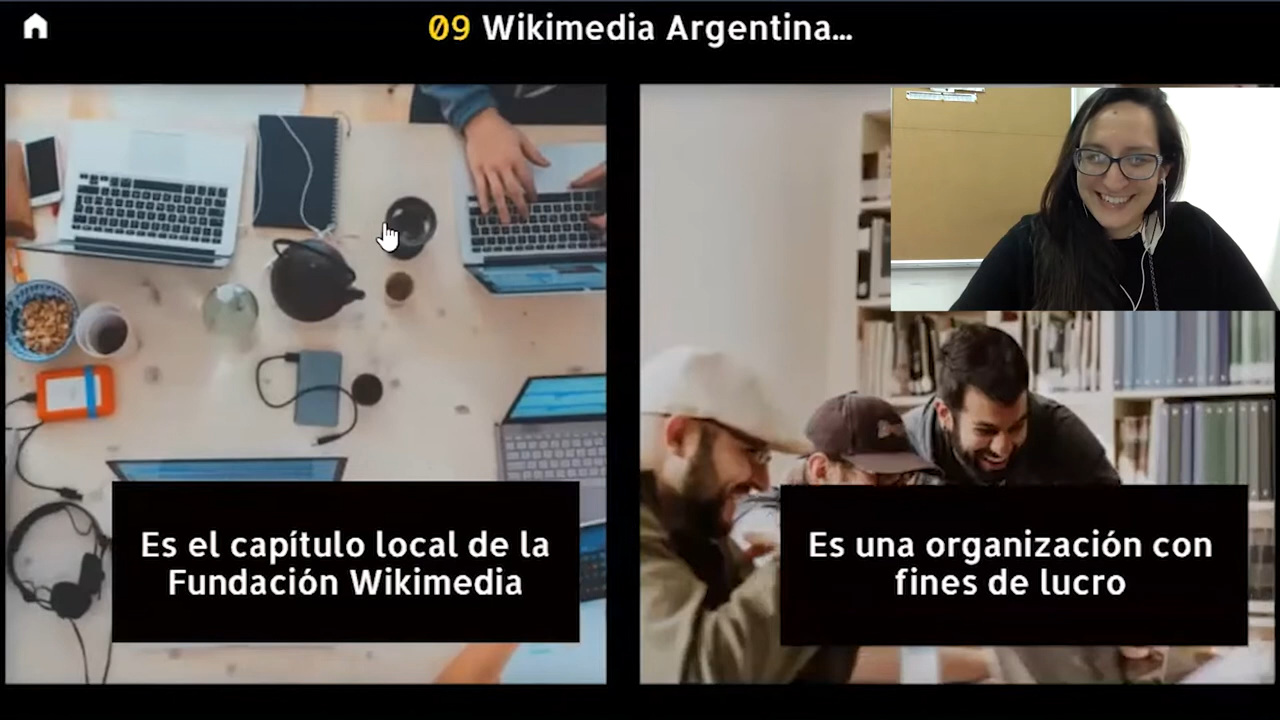 09 Wikimedia Argentina...
Es el capítulo local de la
Fundación Wikimedia
Es una organización con
fines de lucro